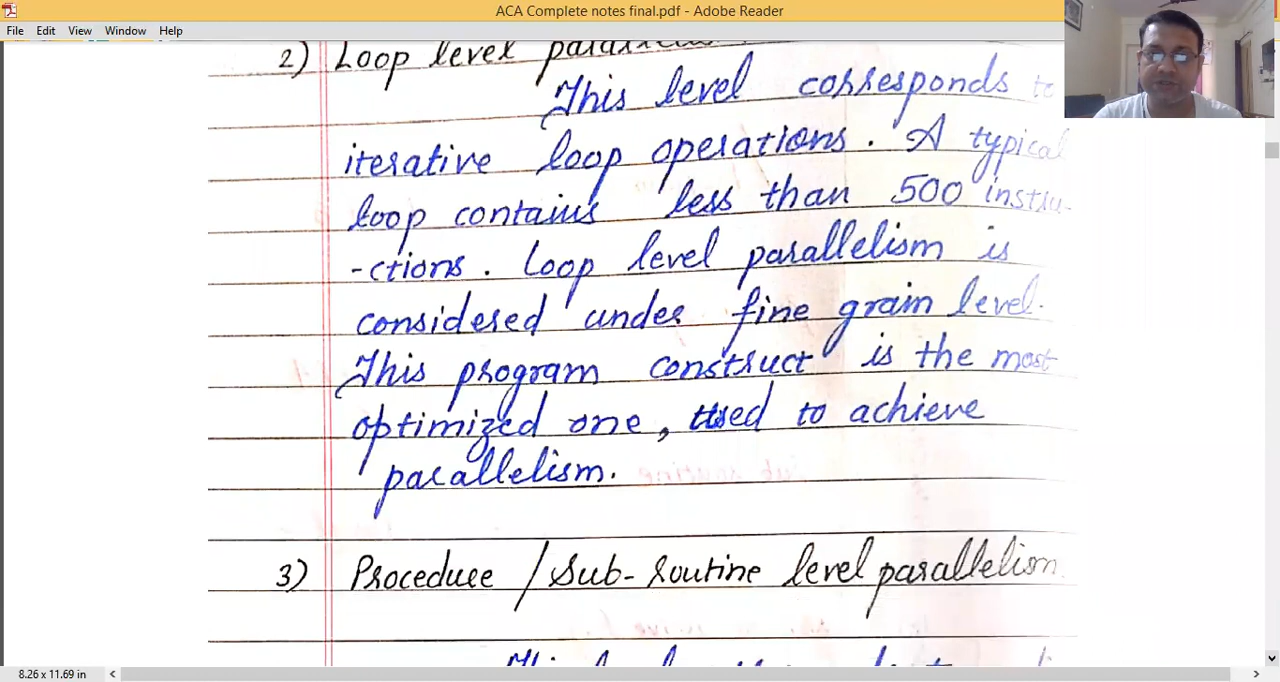 ACA Complete notes final.pdf - Adobe Reader
File Edit View Window Help
2) Loop level
This level corresponds to
iterative loop operations. A typical
loop contains less than 500 instru-
-ctions. Loop level parallelism is
considered under fine grain level.
This program construct is the most
optimized one, used to achieve
parallelism.
3) Procedure / Sub-routine level parallelism
8.26 x 11.69 in